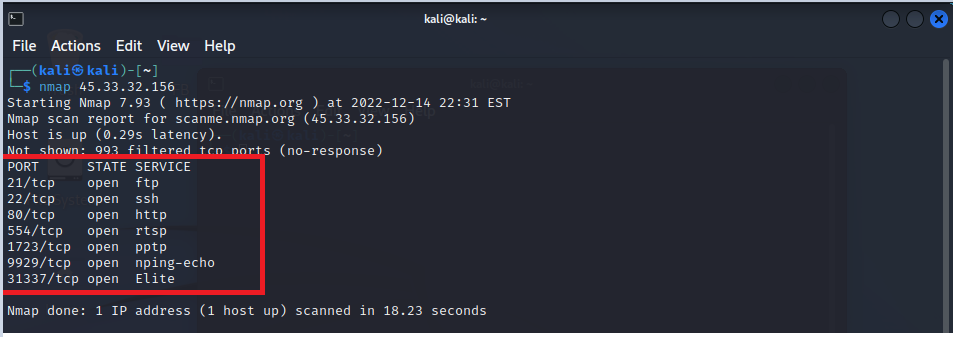 kali@kali: ~
File Actions Edit View Help
┌──(kali㉿kali)-[~]
└─$ nmap 45.33.32.156
Starting Nmap 7.93 ( https://nmap.org ) at 2022-12-14 22:31 EST
Nmap scan report for scanme.nmap.org (45.33.32.156)
Host is up (0.29s latency).
Not shown: 993 filtered tcp ports (no-response)
PORT      STATE SERVICE
21/tcp    open  ftp
22/tcp    open  ssh
80/tcp    open  http
554/tcp   open  rtsp
1723/tcp  open  pptp
9929/tcp  open  nping-echo
31337/tcp open  Elite
Nmap done: 1 IP address (1 host up) scanned in 18.23 seconds